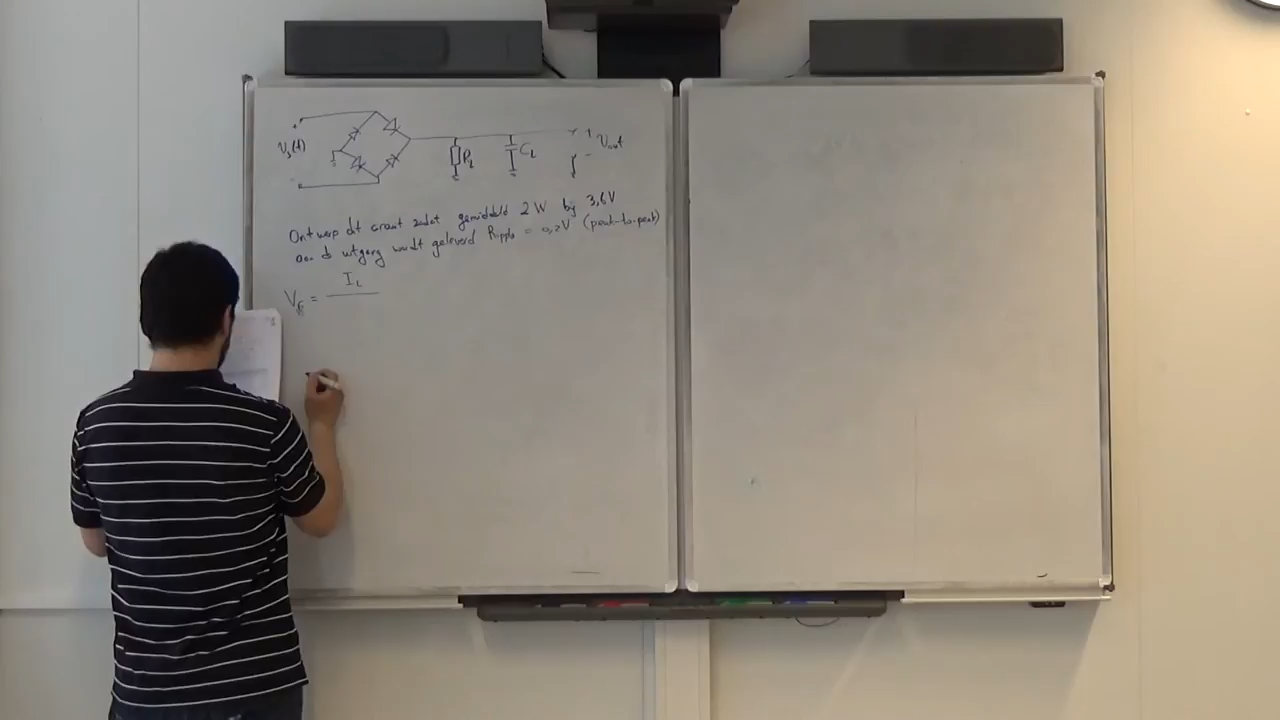 Vs(t)
RL
CL
+
-
Vout
Ontwerp dit circuit zodat gemiddeld 2 W bij 3,6V
aan de uitgang wordt geleverd Ripple = 0,2V (peak-to-peak)
IL
Vr =